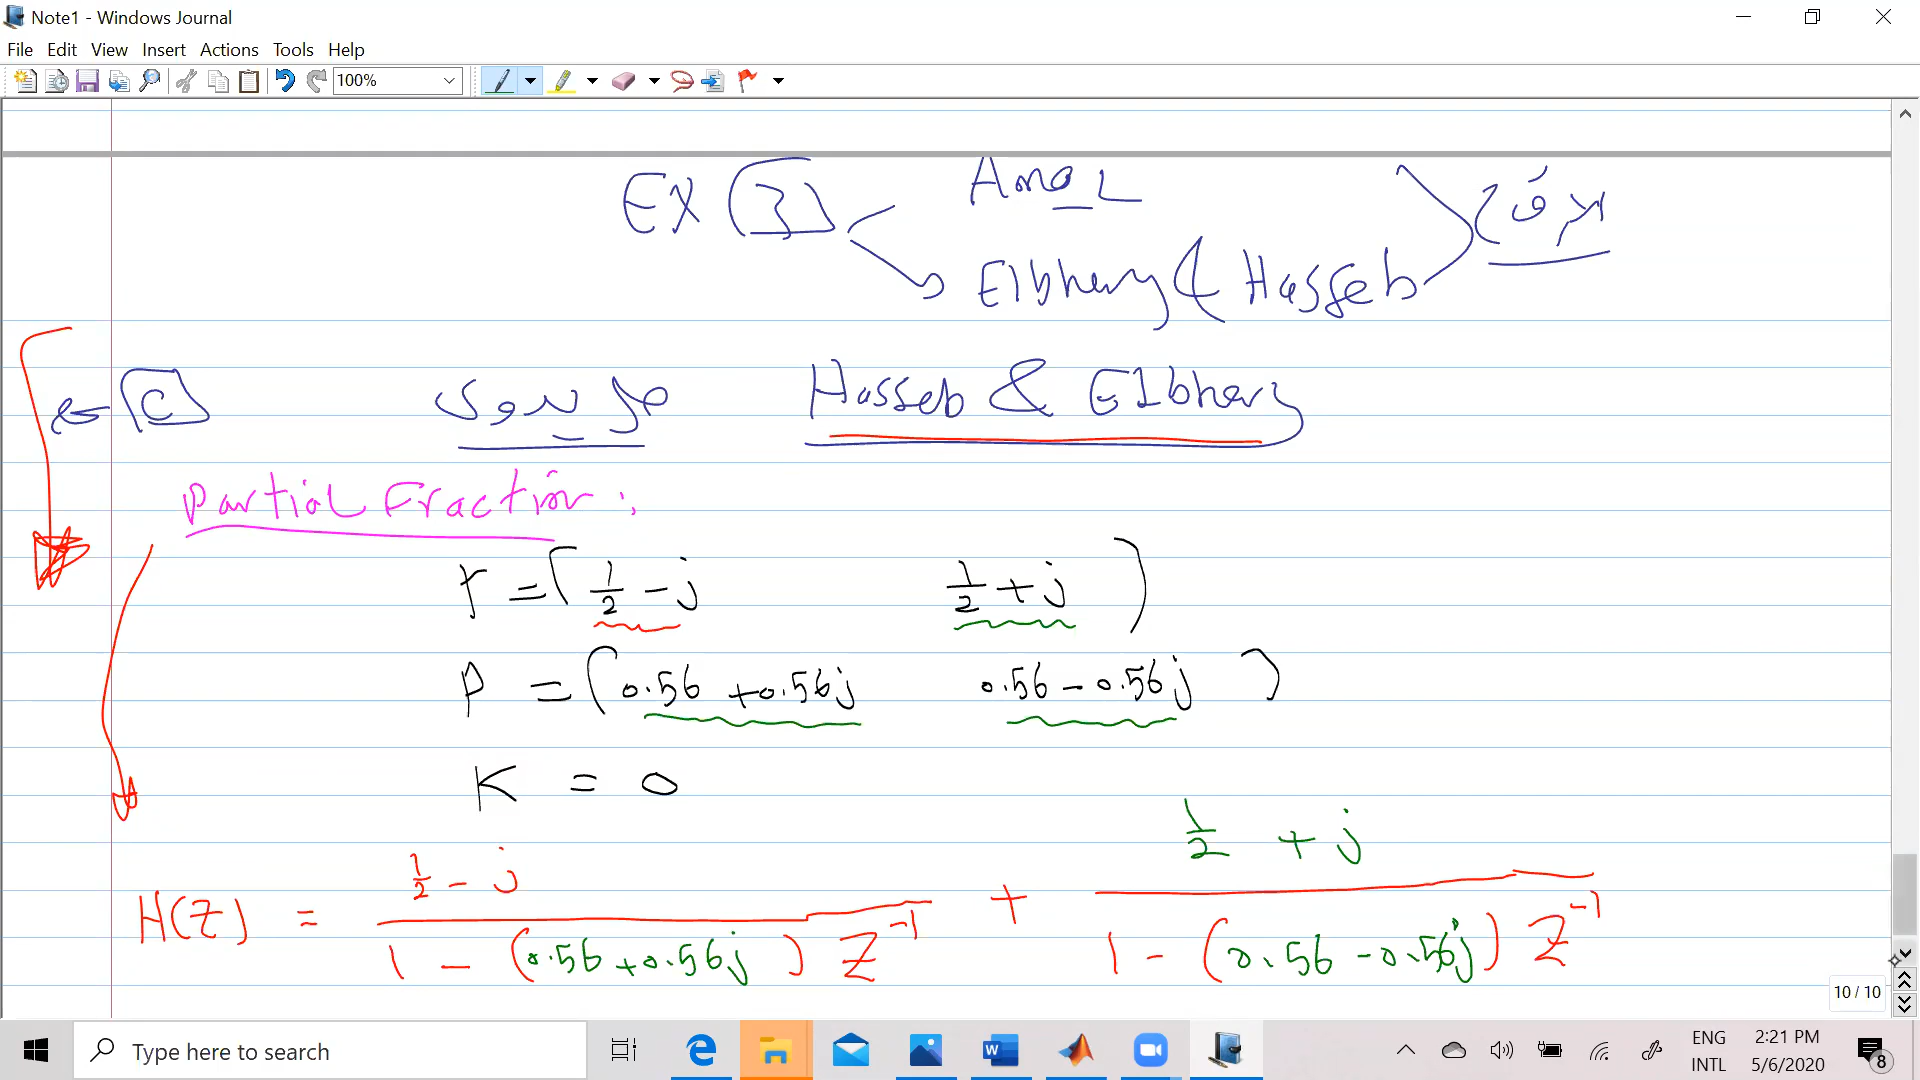 Note1 - Windows Journal
File Edit View Insert Actions Tools Help
100%
EX [3]
Amal
Elbhery & Hasseb
[C]
Hasseb & Elbhery
Partial Fraction :
r = [ 1/2 - j   1/2 + j ]
P = [ 0.56 + 0.56j   0.56 - 0.56j ]
K = 0
H(Z) = (1/2 - j) / (1 - (0.56 + 0.56j) Z^-1) + (1/2 + j) / (1 - (0.56 - 0.56j) Z^-1)
10 / 10
Type here to search
ENG
INTL
2:21 PM
5/6/2020
8